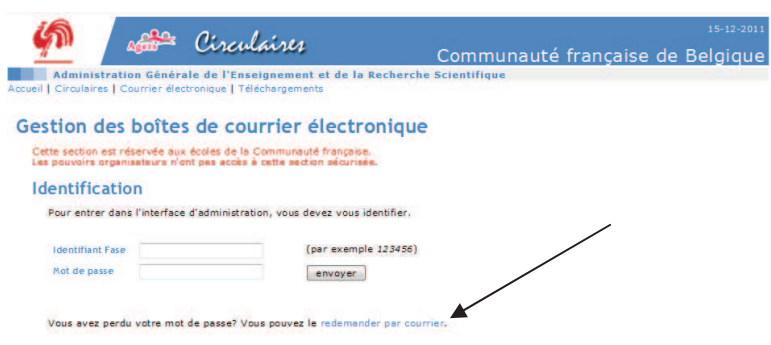 15-12-2011
Agers Circulaires
Communauté française de Belgique
Administration Générale de l'Enseignement et de la Recherche Scientifique
Accueil | Circulaires | Courrier électronique | Téléchargements
Gestion des boîtes de courrier électronique
Cette section est réservée aux écoles de la Communauté française.
Les pouvoirs organisateurs n'ont pas accès à cette section sécurisée.
Identification
Pour entrer dans l'interface d'administration, vous devez vous identifier.
Identifiant Fase (par exemple 123456)
Mot de passe envoyer
Vous avez perdu votre mot de passe? Vous pouvez le redemander par courrier.